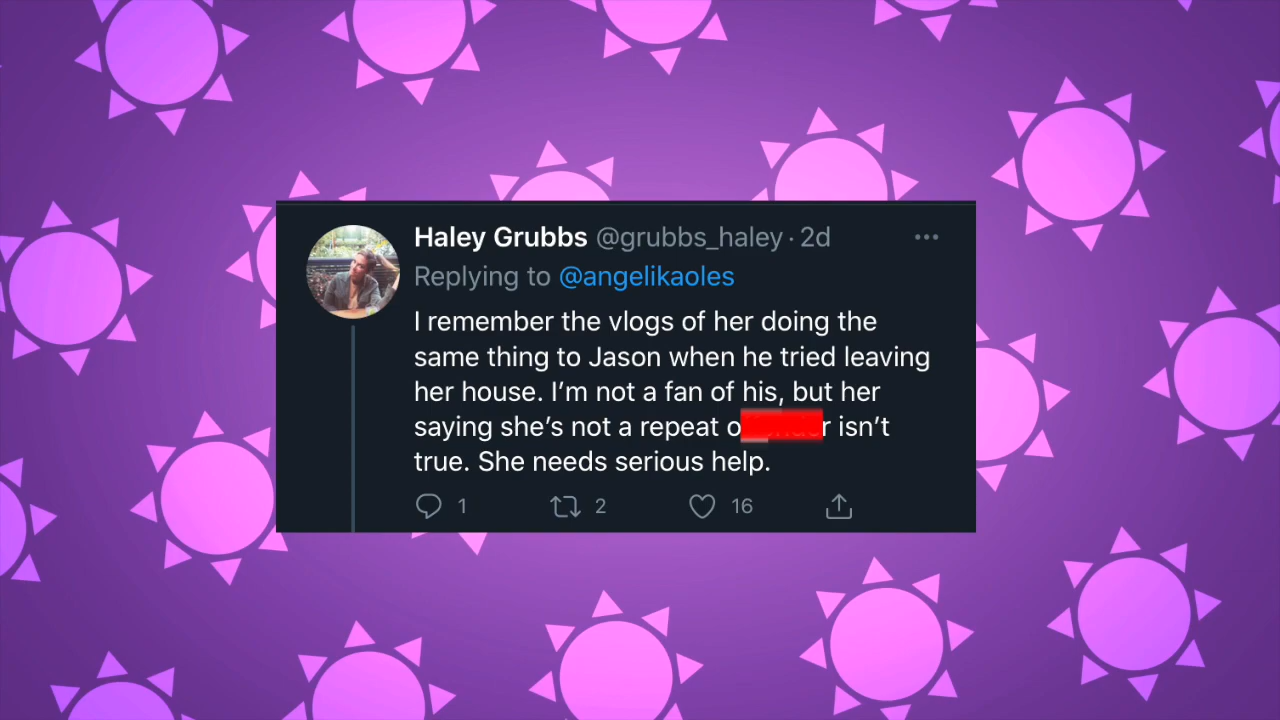 Haley Grubbs @grubbs_haley · 2d
Replying to @angelikaoles
I remember the vlogs of her doing the
same thing to Jason when he tried leaving
her house. I'm not a fan of his, but her
saying she's not a repeat isn't
true. She needs serious help.
1 2 16